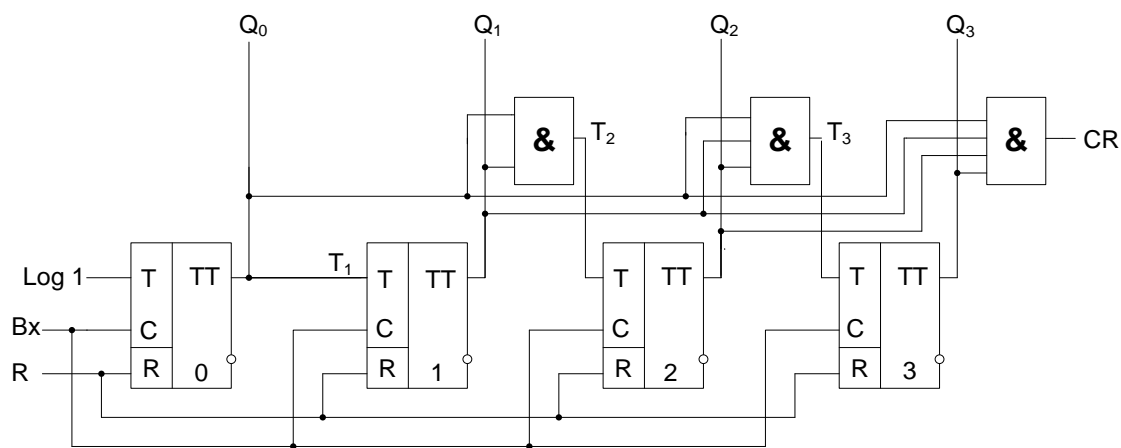 Q₀ Q₁ Q₂ Q₃
& T₂ & T₃ & CR
Log 1 T TT T₁ T TT T TT T TT
Bx C C C C
R R 0 R 1 R 2 R 3